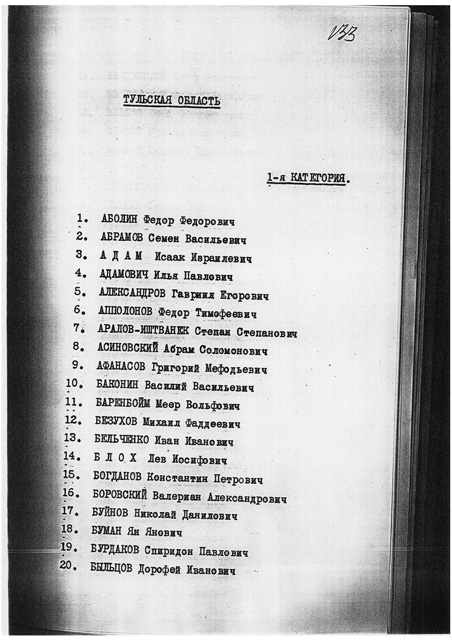 133
ТУЛЬСКАЯ ОБЛАСТЬ
1-я КАТЕГОРИЯ.
1. АБОЛИН Федор Федорович
2. АБРАМОВ Семен Васильевич
3. А Д А М Исаак Израилевич
4. АДАМОВИЧ Илья Павлович
5. АЛЕКСАНДРОВ Гавриил Егорович
6. АППОЛОНОВ Федор Тимофеевич
7. АРАЛОВ-ИШТВАНЕК Степан Степанович
8. АСИНОВСКИЙ Абрам Соломонович
9. АФАНАСОВ Григорий Мефодьевич
10. БАКОНИН Василий Васильевич
11. БАРЕНБОЙМ Меер Вольфович
12. БЕЗУХОВ Михаил Фаддеевич
13. БЕЛЬЧЕНКО Иван Иванович
14. Б Л О Х Лев Иосифович
15. БОГДАНОВ Константин Петрович
16. БОРОВСКИЙ Валериан Александрович
17. БУЙНОВ Николай Данилович
18. БУМАН Ян Янович
19. БУРДАКОВ Спиридон Павлович
20. БЫЛЬЦОВ Дорофей Иванович